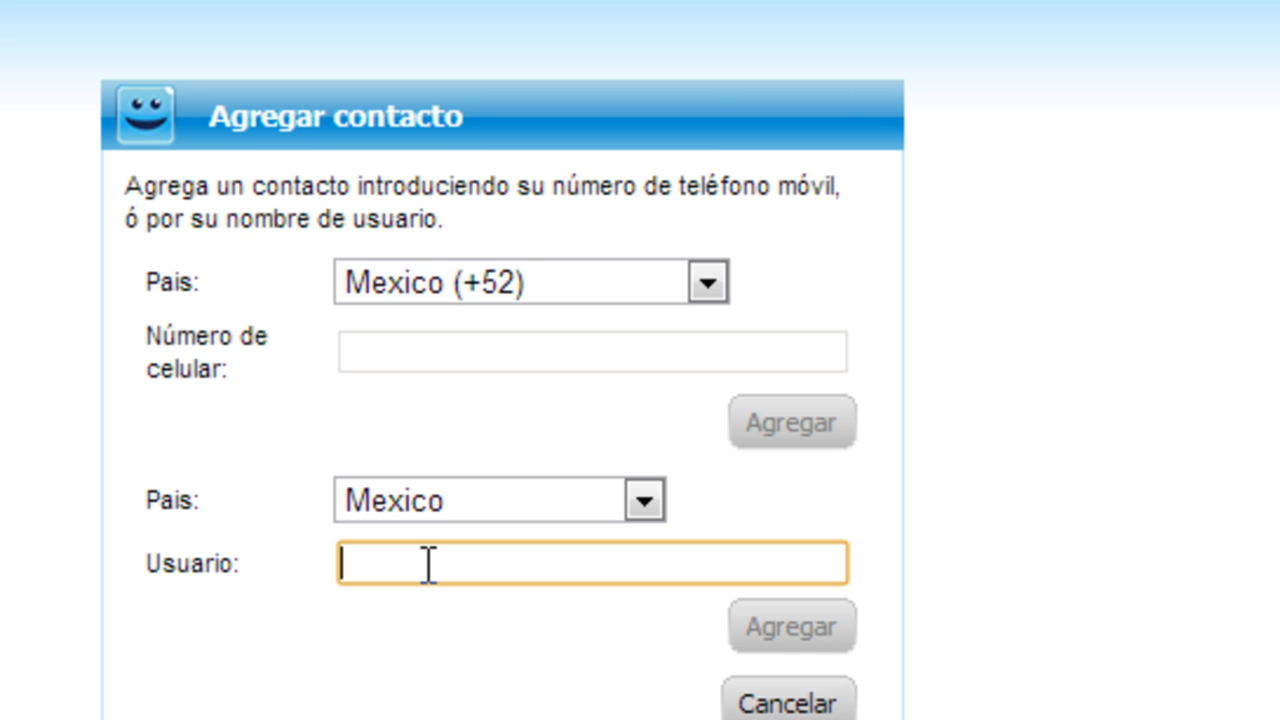 Agregar contacto
Agrega un contacto introduciendo su número de teléfono móvil,
ó por su nombre de usuario.
Pais: Mexico (+52)
Número de
celular:
Agregar
Pais: Mexico
Usuario:
Agregar
Cancelar